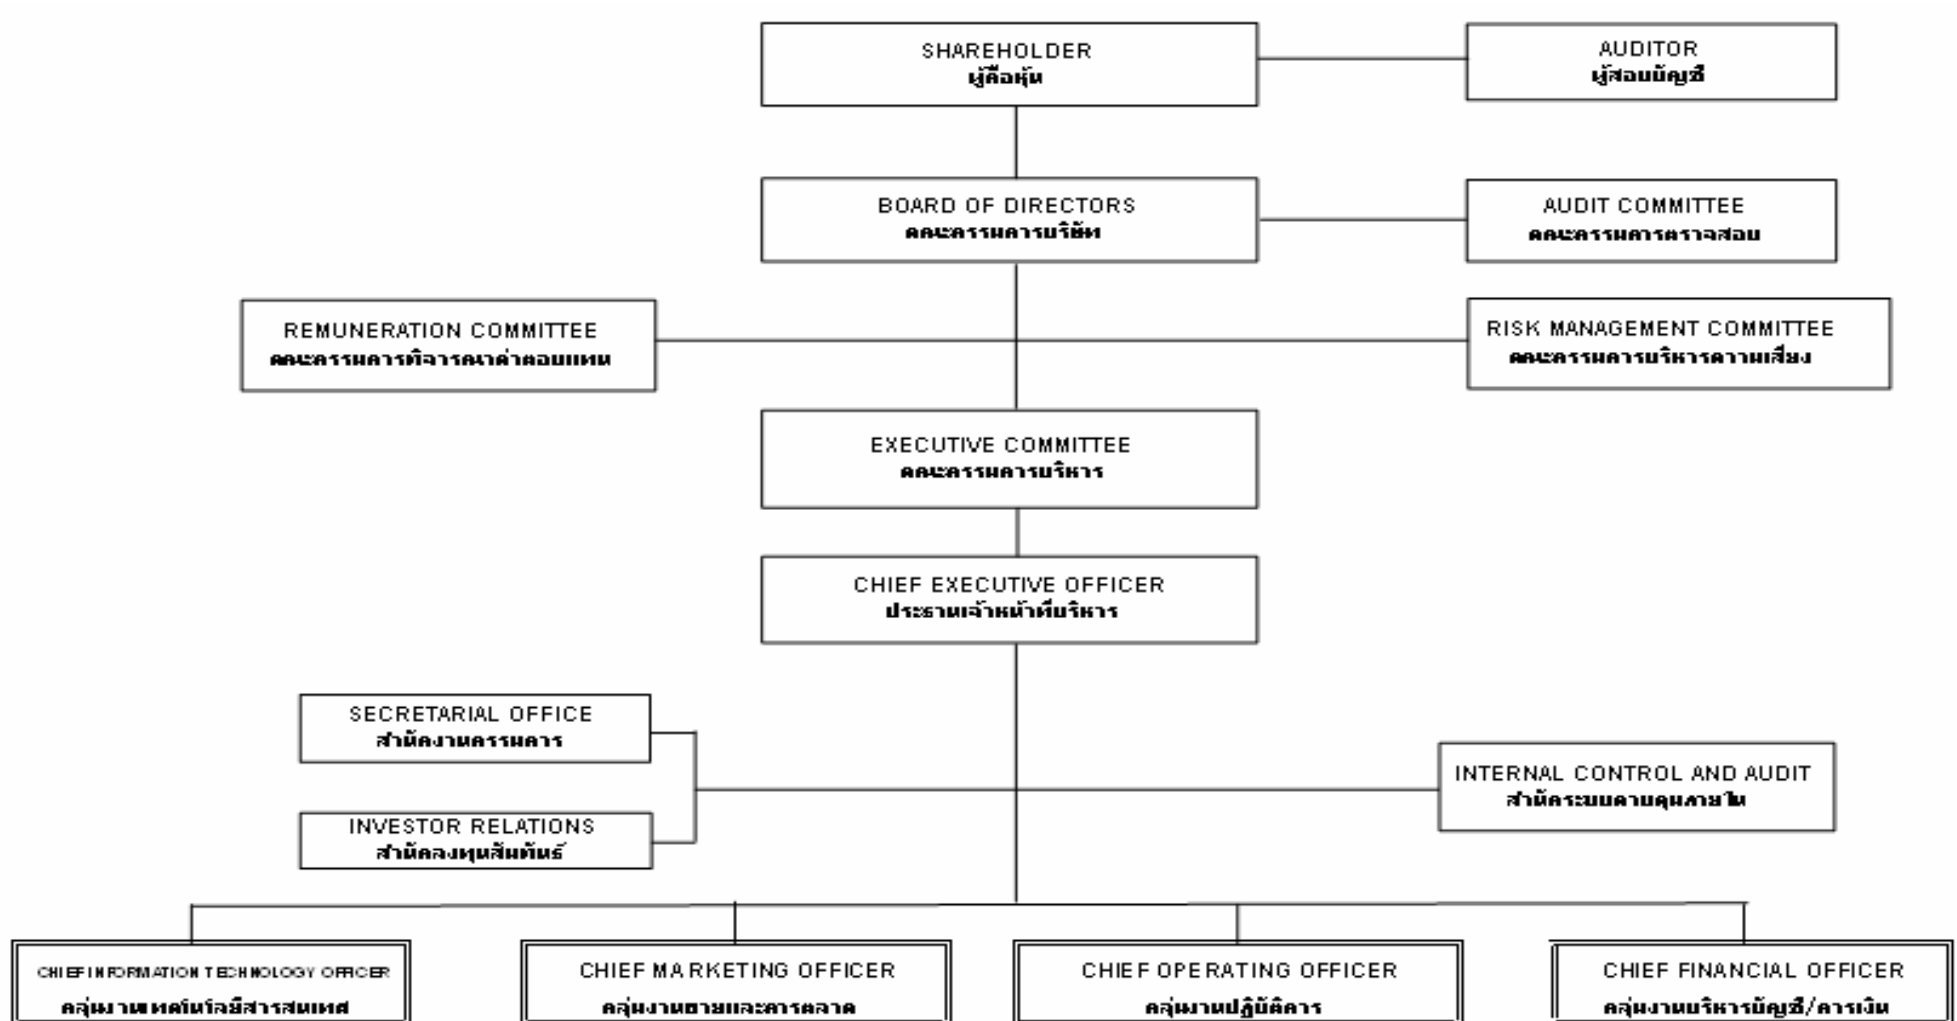 SHAREHOLDER
ผู้ถือหุ้น
AUDITOR
ผู้สอบบัญชี
BOARD OF DIRECTORS
คณะกรรมการบริษัท
AUDIT COMMITTEE
คณะกรรมการตรวจสอบ
REMUNERATION COMMITTEE
คณะกรรมการพิจารณาค่าตอบแทน
RISK MANAGEMENT COMMITTEE
คณะกรรมการบริหารความเสี่ยง
EXECUTIVE COMMITTEE
คณะกรรมการบริหาร
CHIEF EXECUTIVE OFFICER
ประธานเจ้าหน้าที่บริหาร
SECRETARIAL OFFICE
สำนักงานกรรมการ
INTERNAL CONTROL AND AUDIT
สำนักระบบควบคุมภายใน
INVESTOR RELATIONS
สำนักลงทุนสัมพันธ์
CHIEF INFORMATION TECHNOLOGY OFFICER
กลุ่มงานเทคโนโลยีสารสนเทศ
CHIEF MARKETING OFFICER
กลุ่มงานขายและการตลาด
CHIEF OPERATING OFFICER
กลุ่มงานปฏิบัติการ
CHIEF FINANCIAL OFFICER
กลุ่มงานบริหารบัญชี/การเงิน